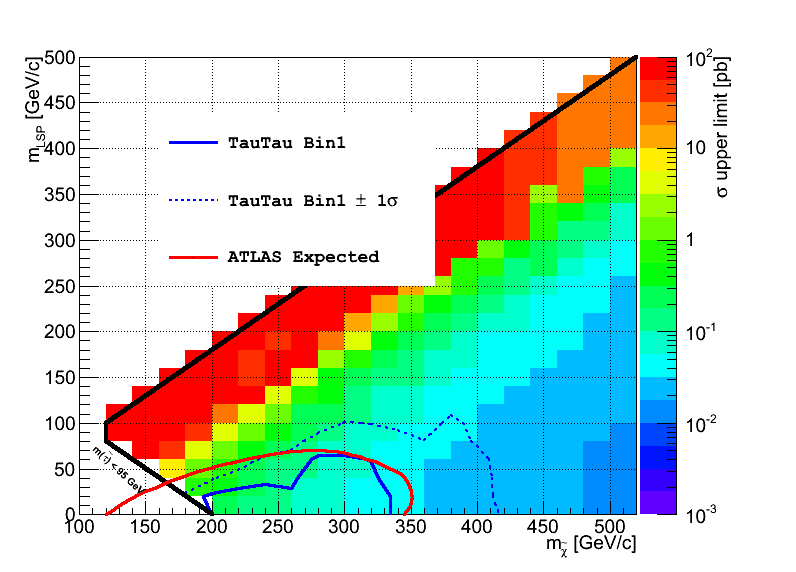 m_LSP [GeV/c]
500
450
400
350
300
250
200
150
100
50
0
TauTau Bin1
TauTau Bin1 ± 1σ
ATLAS Expected
m(τ̃) < 95 GeV
100 150 200 250 300 350 400 450 500
m_χ̃ [GeV/c]
10²
10
1
10⁻¹
10⁻²
10⁻³
σ upper limit [pb]